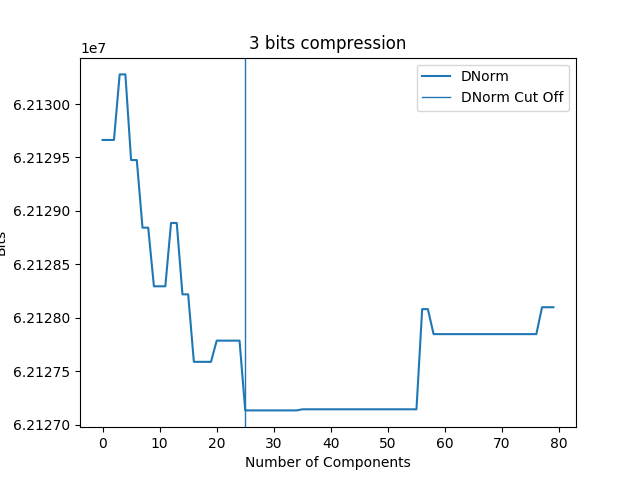 3 bits compression
1e7
DNorm
DNorm Cut Off
6.21300
6.21295
6.21290
6.21285
6.21280
6.21275
6.21270
Bits
0 10 20 30 40 50 60 70 80
Number of Components